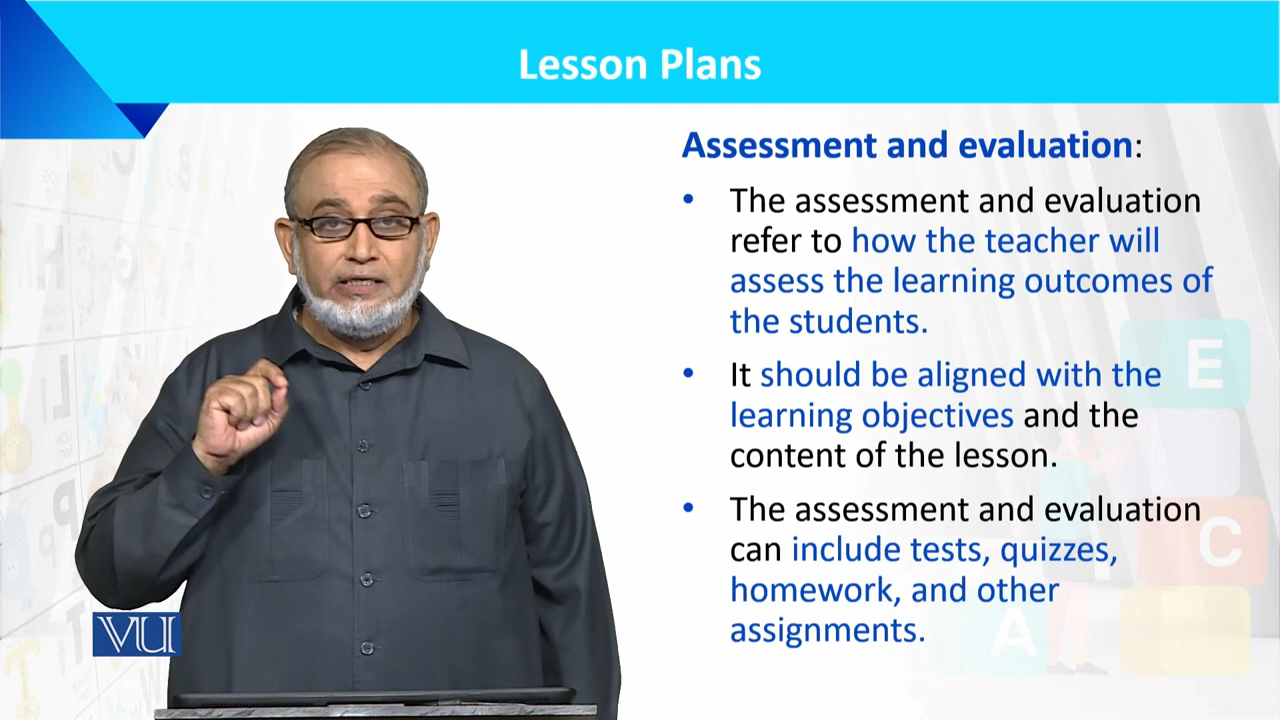 Lesson Plans
Assessment and evaluation:
• The assessment and evaluation
refer to how the teacher will
assess the learning outcomes of
the students.
• It should be aligned with the
learning objectives and the
content of the lesson.
• The assessment and evaluation
can include tests, quizzes,
homework, and other
assignments.
VU
E
C
A